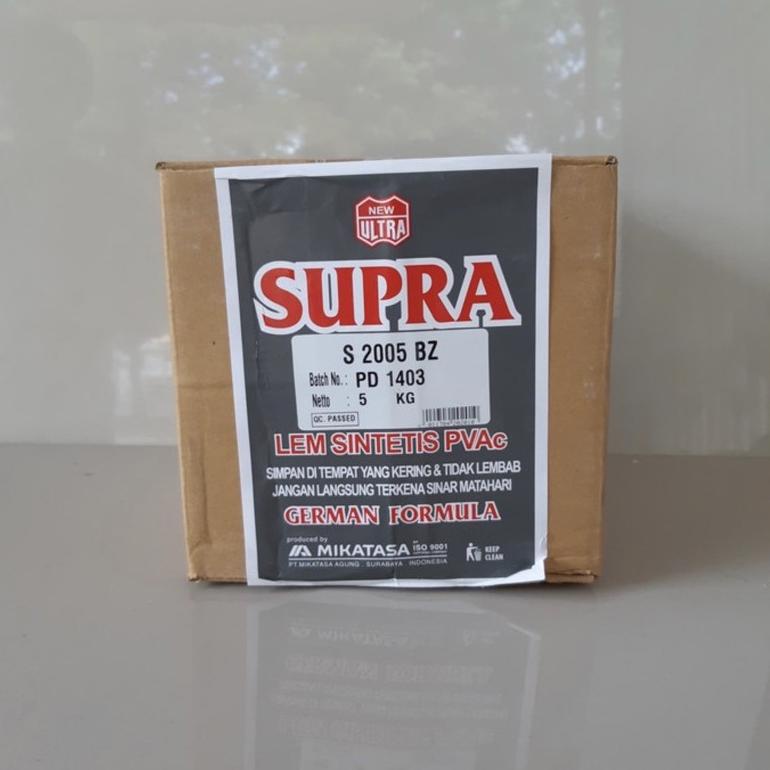 NEW
ULTRA
SUPRA
S 2005 BZ
Batch No. : PD 1403
Netto : 5 KG
QC. PASSED
LEM SINTETIS PVAc
SIMPAN DI TEMPAT YANG KERING & TIDAK LEMBAB
JANGAN LANGSUNG TERKENA SINAR MATAHARI
GERMAN FORMULA
produced by
MIKATASA ISO 9001
PT.MIKATASA AGUNG . SURABAYA INDONESIA
KEEP
CLEAN